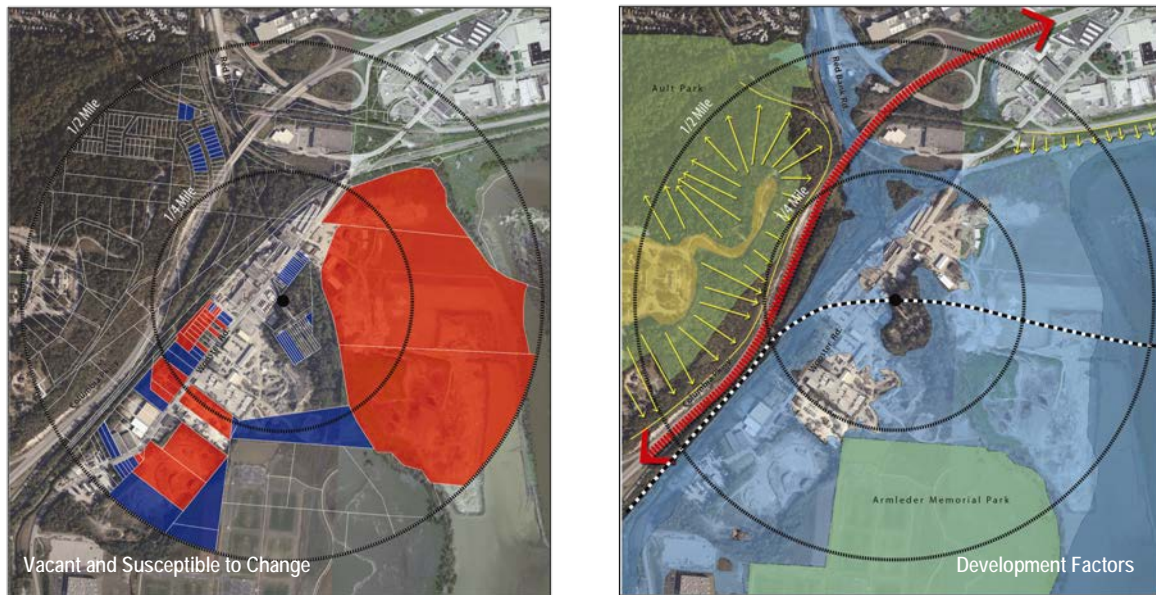 1/2 Mile
1/4 Mile
Vacant and Susceptible to Change
Ault Park
Red Bank Rd.
1/2 Mile
1/4 Mile
Armleder Memorial Park
Development Factors